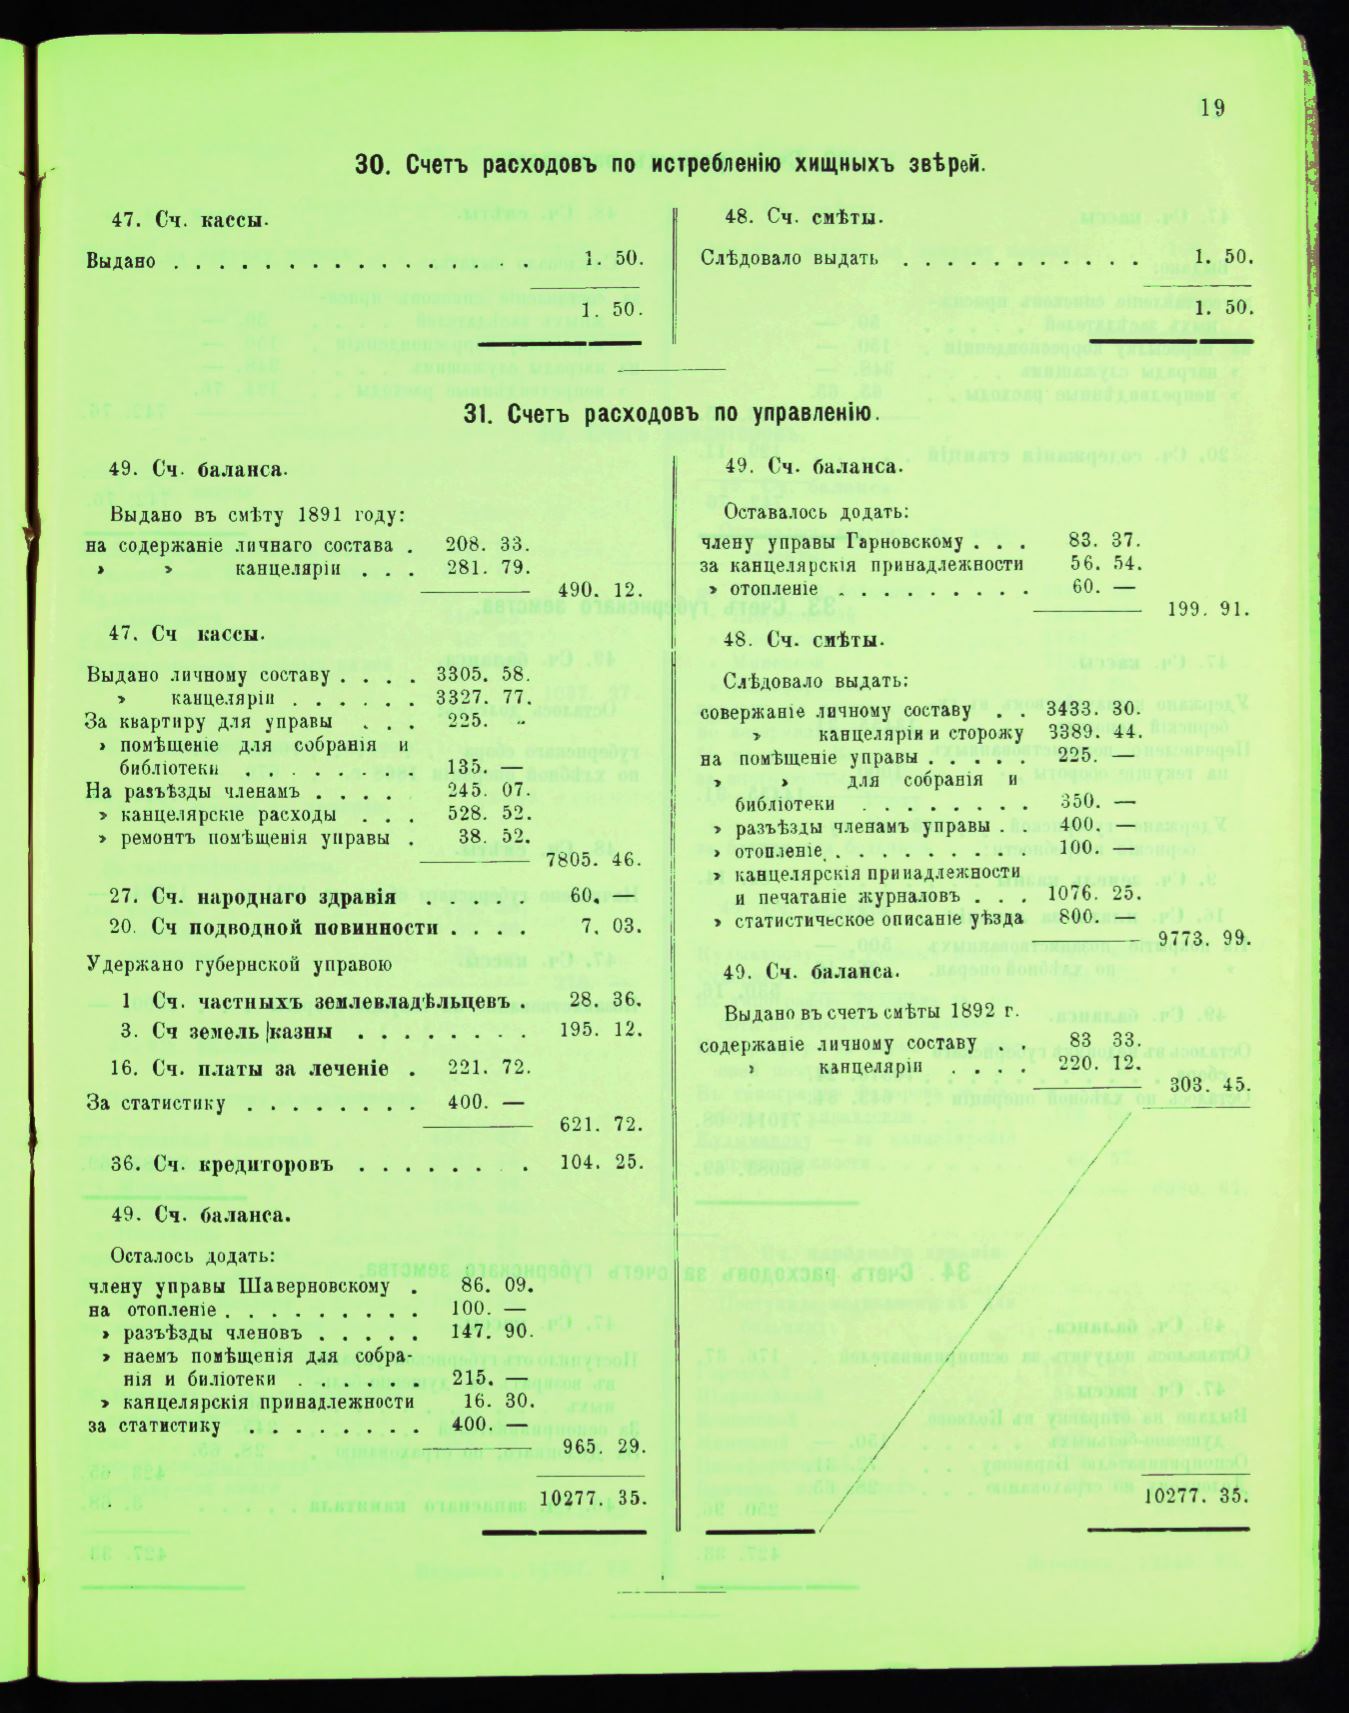 19
30. Счетъ расходовъ по истребленію хищныхъ звѣрей.
47. Сч. кассы.
Выдано . . . . . . . . . . . . . . . . 1. 50.
1. 50.
48. Сч. смѣты.
Слѣдовало выдать . . . . . . . . . . . 1. 50.
1. 50.
31. Счетъ расходовъ по управленію.
49. Сч. баланса.
Выдано въ смѣту 1891 году:
на содержаніе личнаго состава . 208. 33.
» » канцеляріи . . . 281. 79.
490. 12.
47. Сч кассы.
Выдано личному составу . . . . 3305. 58.
» канцеляріи . . . . . . 3327. 77.
За квартиру для управы . . . 225. –
» помѣщеніе для собранія и
библіотеки . . . . . . . . 135. —
На разъѣзды членамъ . . . . 245. 07.
» канцелярскіе расходы . . . 528. 52.
» ремонтъ помѣщенія управы . 38. 52.
7805. 46.
27. Сч. народнаго здравія . . . . . 60. —
20. Сч подводной повинности . . . . 7. 03.
Удержано губернской управою
1 Сч. частныхъ землевладѣльцевъ . 28. 36.
3. Сч земель казны . . . . . . . . 195. 12.
16. Сч. платы за леченіе . 221. 72.
За статистику . . . . . . . . 400. —
621. 72.
36. Сч. кредиторовъ . . . . . . . . 104. 25.
49. Сч. баланса.
Осталось додать:
члену управы Шаверновскому . 86. 09.
на отопленіе . . . . . . . . . 100. —
» разъѣзды членовъ . . . . . 147. 90.
» наемъ помѣщенія для собра-
нія и биліотеки . . . . . . 215. —
» канцелярскія принадлежности 16. 30.
за статистику . . . . . . . . 400. —
965. 29.
10277. 35.
49. Сч. баланса.
Оставалось додать:
члену управы Гарновскому . . . 83. 37.
за канцелярскія принадлежности 56. 54.
» отопленіе . . . . . . . . . 60. —
199. 91.
48. Сч. смѣты.
Слѣдовало выдать:
совержаніе личному составу . . 3433. 30.
» канцеляріи и сторожу 3389. 44.
на помѣщеніе управы . . . . . 225. —
» » для собранія и
библіотеки . . . . . . . . 350. —
» разъѣзды членамъ управы . . 400. —
» отопленіе . . . . . . . . . 100. —
» канцелярскія принадлежности
и печатаніе журналовъ . . . 1076. 25.
» статистическое описаніе уѣзда 800. —
9773. 99.
49. Сч. баланса.
Выдано въ счетъ смѣты 1892 г.
содержаніе личному составу . . 83 33.
» канцеляріи . . . . 220. 12.
303. 45.
10277. 35.